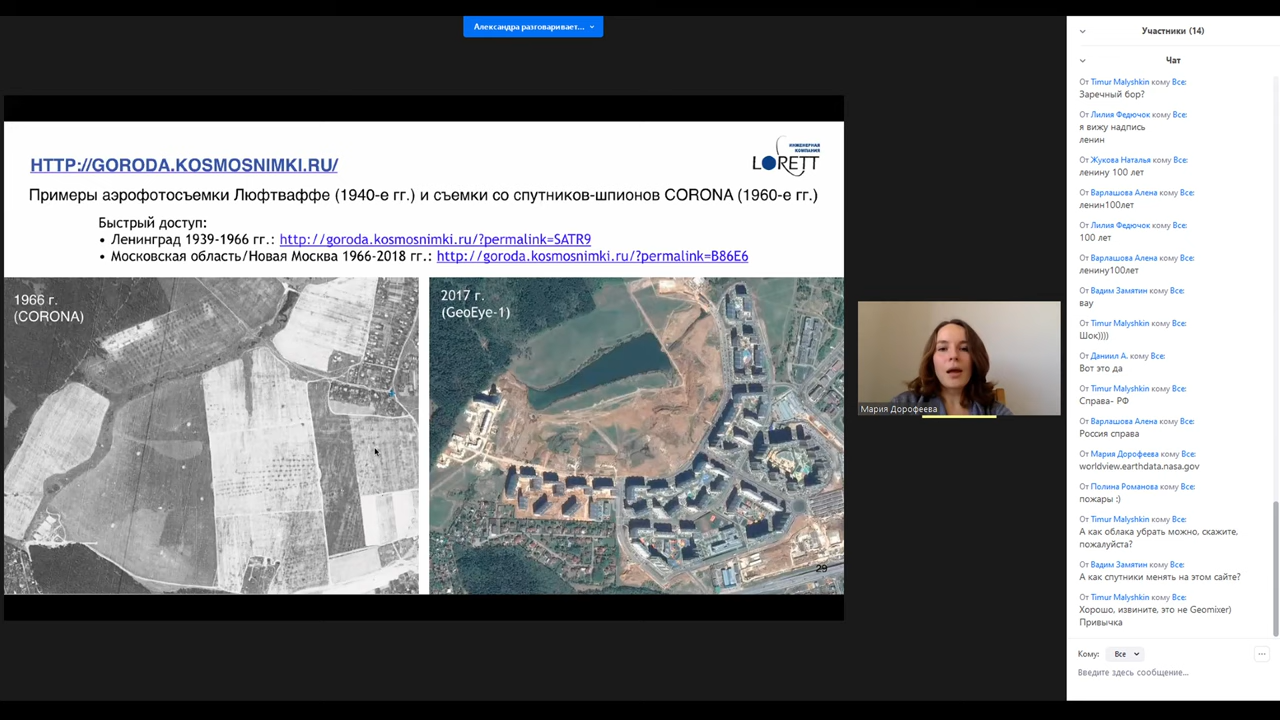 Александра разговаривает...
HTTP://GORODA.KOSMOSNIMKI.RU/
ИНЖЕНЕРНАЯ
КОМПАНИЯ
LORETT
Примеры аэрофотосъемки Люфтваффе (1940-е гг.) и съемки со спутников-шпионов CORONA (1960-е гг.)
Быстрый доступ:
• Ленинград 1939-1966 гг.: http://goroda.kosmosnimki.ru/?permalink=SATR9
• Московская область/Новая Москва 1966-2018 гг.: http://goroda.kosmosnimki.ru/?permalink=B86E6
1966 г.
(CORONA)
2017 г.
(GeoEye-1)
29
Мария Дорофеева
Участники (14)
Чат
От Timur Malyshkin кому Все:
Заречный бор?
От Лилия Федючок кому Все:
я вижу надпись
ленин
От Жукова Наталья кому Все:
ленину 100 лет
От Варлашова Алена кому Все:
ленин100лет
От Лилия Федючок кому Все:
100 лет
От Варлашова Алена кому Все:
ленину100лет
От Вадим Замятин кому Все:
вау
От Timur Malyshkin кому Все:
Шок))))
От Даниил А. кому Все:
Вот это да
От Timur Malyshkin кому Все:
Справа- РФ
От Варлашова Алена кому Все:
Россия справа
От Мария Дорофеева кому Все:
worldview.earthdata.nasa.gov
От Полина Романова кому Все:
пожары :)
От Timur Malyshkin кому Все:
А как облака убрать можно, скажите,
пожалуйста?
От Вадим Замятин кому Все:
А как спутники менять на этом сайте?
От Timur Malyshkin кому Все:
Хорошо, извините, это не Geomixer)
Привычка
Кому: Все
Введите здесь сообщение...